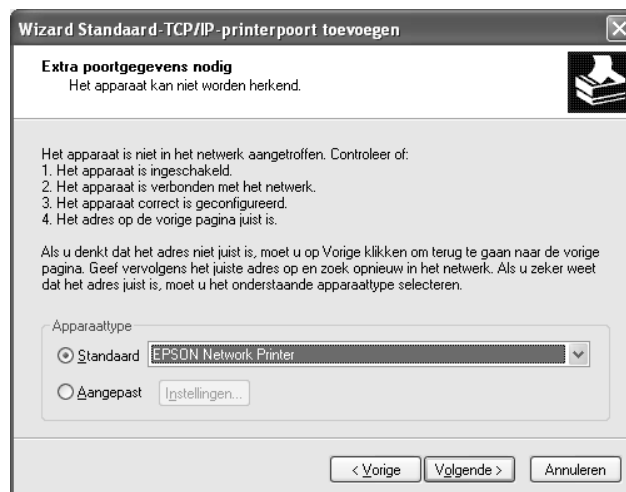 Wizard Standaard-TCP/IP-printerpoort toevoegen
Extra poortgegevens nodig
Het apparaat kan niet worden herkend.
Het apparaat is niet in het netwerk aangetroffen. Controleer of:
1. Het apparaat is ingeschakeld.
2. Het apparaat is verbonden met het netwerk.
3. Het apparaat correct is geconfigureerd.
4. Het adres op de vorige pagina juist is.
Als u denkt dat het adres niet juist is, moet u op Vorige klikken om terug te gaan naar de vorige
pagina. Geef vervolgens het juiste adres op en zoek opnieuw in het netwerk. Als u zeker weet
dat het adres juist is, moet u het onderstaande apparaattype selecteren.
Apparaattype
Standaard EPSON Network Printer
Aangepast Instellingen...
< Vorige Volgende > Annuleren